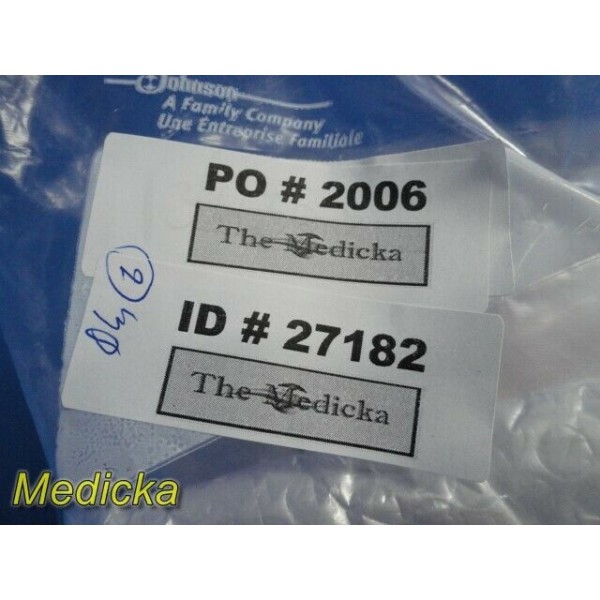 Johnson
A Family Company
Une Entreprise Familiale
PO # 2006
The Medicka
ID # 27182
The Medicka
Medicka